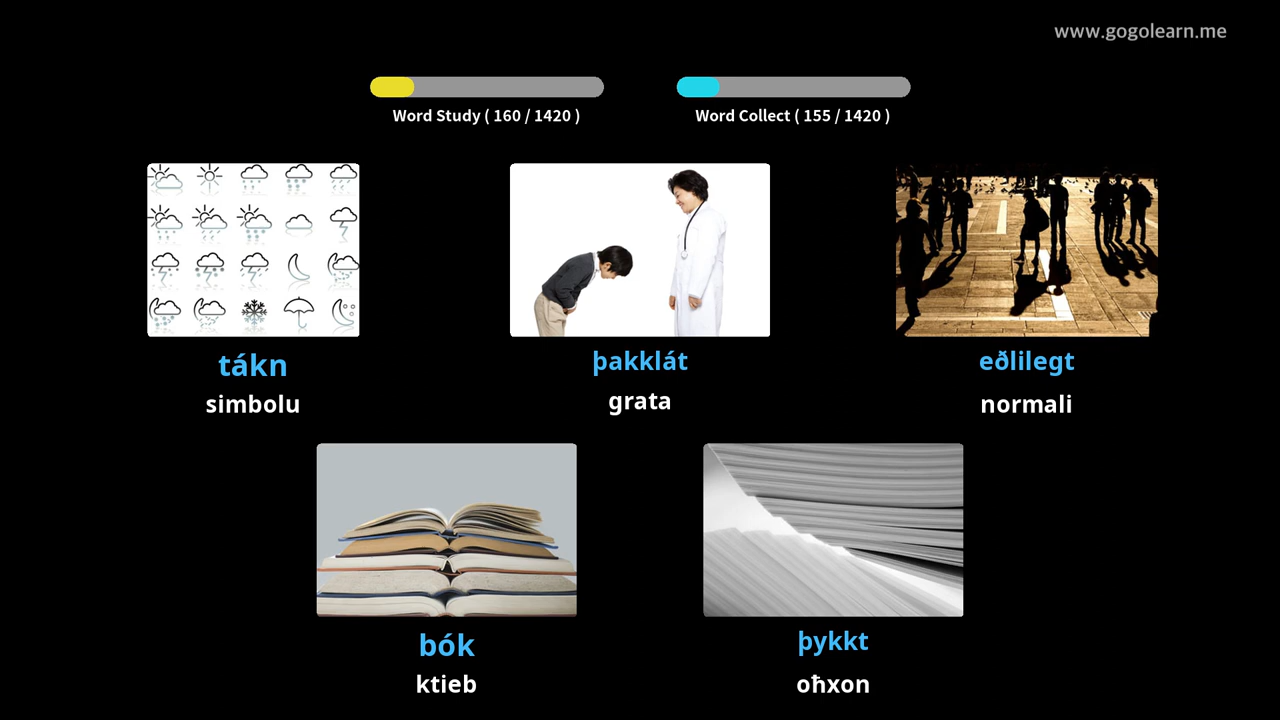 www.gogolearn.me
Word Study ( 160 / 1420 )
Word Collect ( 155 / 1420 )
tákn
simbolu
þakklát
grata
eðlilegt
normali
bók
ktieb
þykkt
oħxon